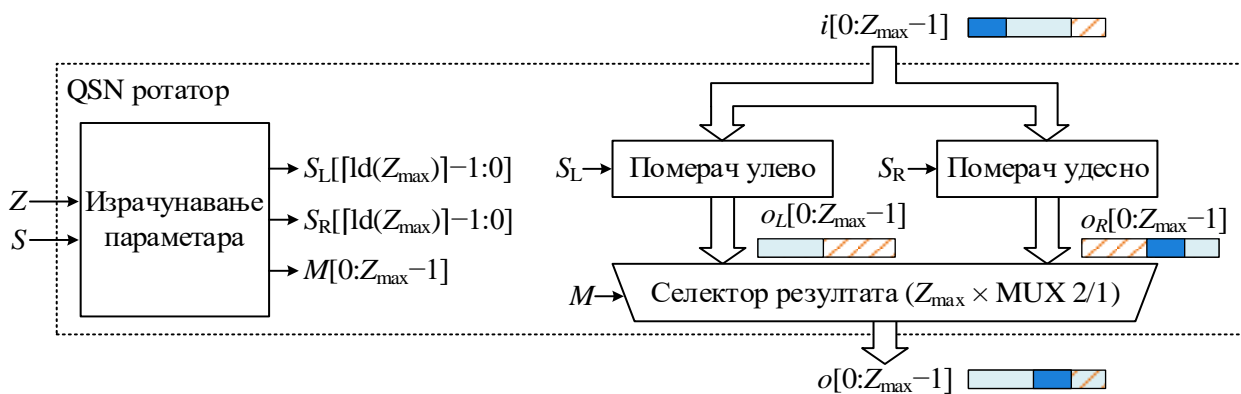 i[0:Zmax−1]
QSN ротатор
Z
S
Израчунавање
параметара
SL[⌈ld(Zmax)⌉−1:0]
SR[⌈ld(Zmax)⌉−1:0]
M[0:Zmax−1]
SL
Померач улево
SR
Померач удесно
oL[0:Zmax−1]
oR[0:Zmax−1]
M
Селектор резултата (Zmax × MUX 2/1)
o[0:Zmax−1]